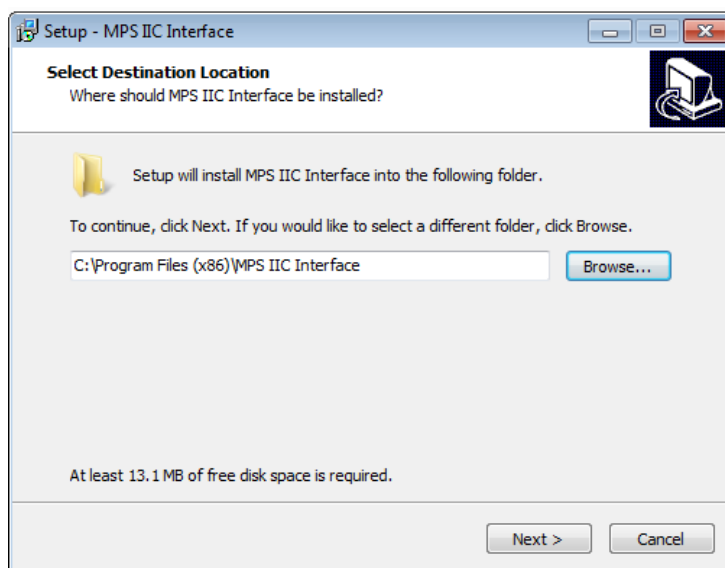 Setup - MPS IIC Interface
Select Destination Location
Where should MPS IIC Interface be installed?
Setup will install MPS IIC Interface into the following folder.
To continue, click Next. If you would like to select a different folder, click Browse.
C:\Program Files (x86)\MPS IIC Interface
Browse...
At least 13.1 MB of free disk space is required.
Next >
Cancel